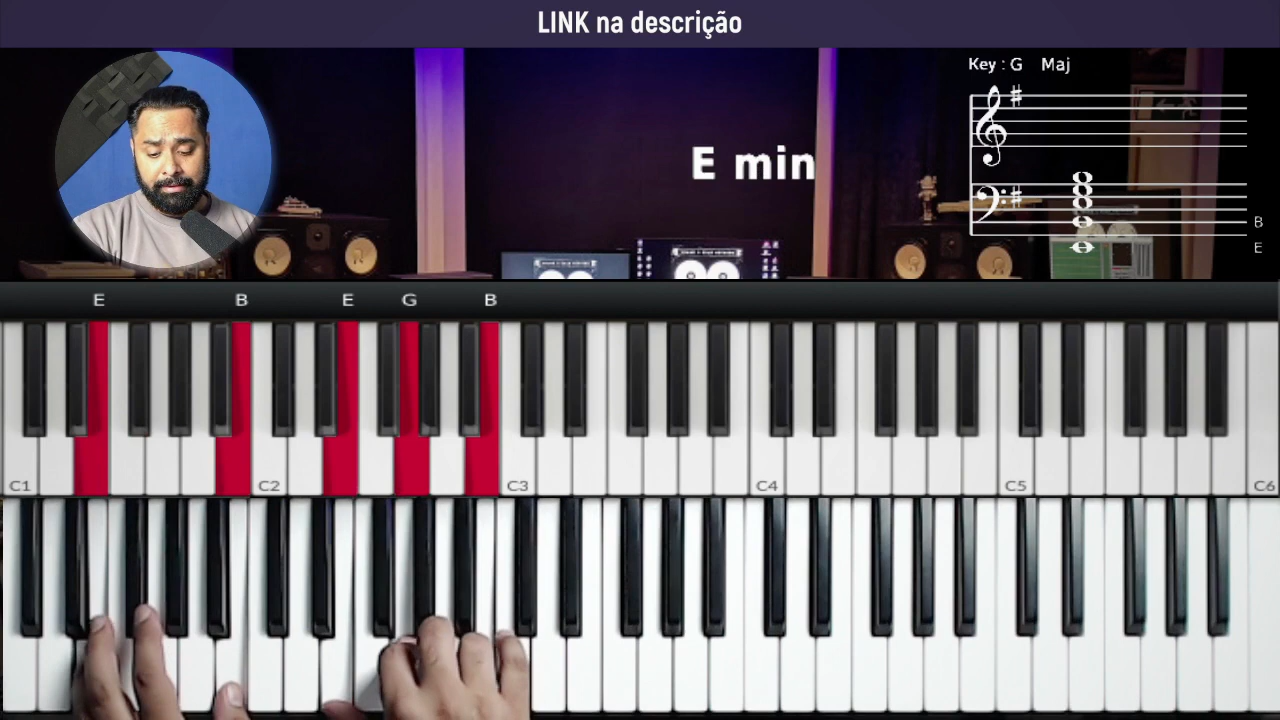 LINK na descrição
Key : G Maj
E min
B
E
E B E G B
C1 C2 C3 C4 C5 C6